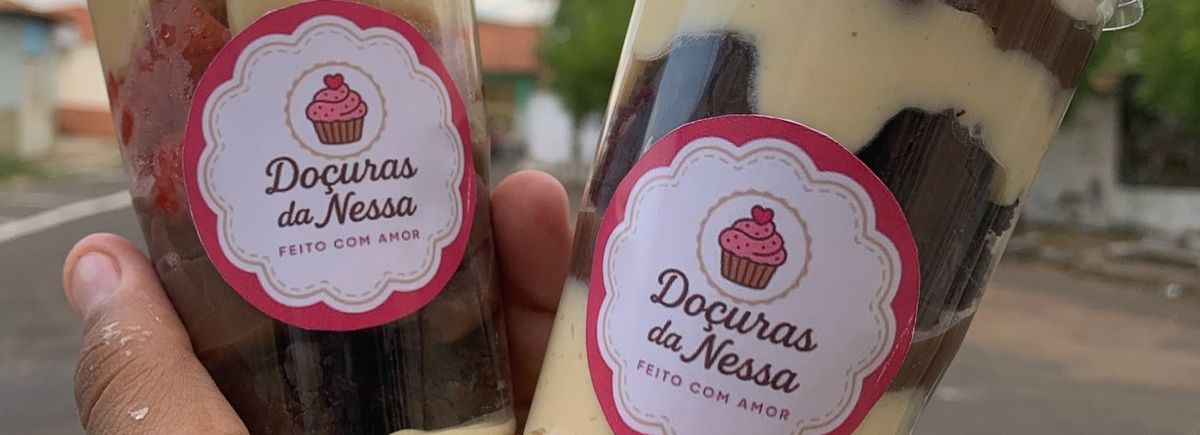 Doçuras
da Nessa
FEITO COM AMOR
Doçuras
da Nessa
FEITO COM AMOR